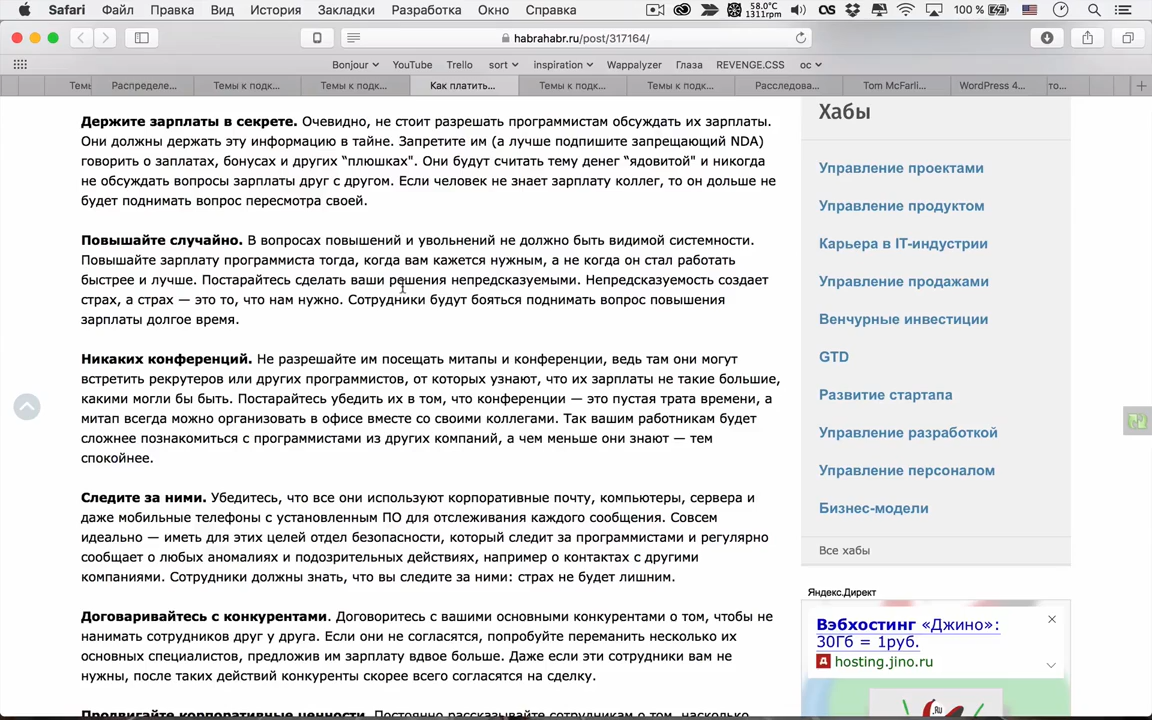 Safari Файл Правка Вид История Закладки Разработка Окно Справка 58.0°C 1311rpm 100 %
habrahabr.ru/post/317164/
Bonjour YouTube Trello sort inspiration Wappalyzer Глаза REVENGE.CSS ос
Темы Распределе... Темы к подк... Темы к подк... Как платить... Темы к подк... Темы к подк... Расследова... Tom McFarli... WordPress 4... то...
Держите зарплаты в секрете. Очевидно, не стоит разрешать программистам обсуждать их зарплаты.
Они должны держать эту информацию в тайне. Запретите им (а лучше подпишите запрещающий NDA)
говорить о заплатах, бонусах и других “плюшках". Они будут считать тему денег “ядовитой" и никогда
не обсуждать вопросы зарплаты друг с другом. Если человек не знает зарплату коллег, то он дольше не
будет поднимать вопрос пересмотра своей.
Повышайте случайно. В вопросах повышений и увольнений не должно быть видимой системности.
Повышайте зарплату программиста тогда, когда вам кажется нужным, а не когда он стал работать
быстрее и лучше. Постарайтесь сделать ваши решения непредсказуемыми. Непредсказуемость создает
страх, а страх — это то, что нам нужно. Сотрудники будут бояться поднимать вопрос повышения
зарплаты долгое время.
Никаких конференций. Не разрешайте им посещать митапы и конференции, ведь там они могут
встретить рекрутеров или других программистов, от которых узнают, что их зарплаты не такие большие,
какими могли бы быть. Постарайтесь убедить их в том, что конференции — это пустая трата времени, а
митап всегда можно организовать в офисе вместе со своими коллегами. Так вашим работникам будет
сложнее познакомиться с программистами из других компаний, а чем меньше они знают — тем
спокойнее.
Следите за ними. Убедитесь, что все они используют корпоративные почту, компьютеры, сервера и
даже мобильные телефоны с установленным ПО для отслеживания каждого сообщения. Совсем
идеально — иметь для этих целей отдел безопасности, который следит за программистами и регулярно
сообщает о любых аномалиях и подозрительных действиях, например о контактах с другими
компаниями. Сотрудники должны знать, что вы следите за ними: страх не будет лишним.
Договаривайтесь с конкурентами. Договоритесь с вашими основными конкурентами о том, чтобы не
нанимать сотрудников друг у друга. Если они не согласятся, попробуйте переманить несколько их
основных специалистов, предложив им зарплату вдвое больше. Даже если эти сотрудники вам не
нужны, после таких действий конкуренты скорее всего согласятся на сделку.
Продвигайте корпоративные ценности. Постоянно рассказывайте сотрудникам о том, насколько
Хабы
Управление проектами
Управление продуктом
Карьера в IT-индустрии
Управление продажами
Венчурные инвестиции
GTD
Развитие стартапа
Управление разработкой
Управление персоналом
Бизнес-модели
Все хабы
Яндекс.Директ
Вэбхостинг «Джино»:
30Гб = 1руб.
hosting.jino.ru
.RU